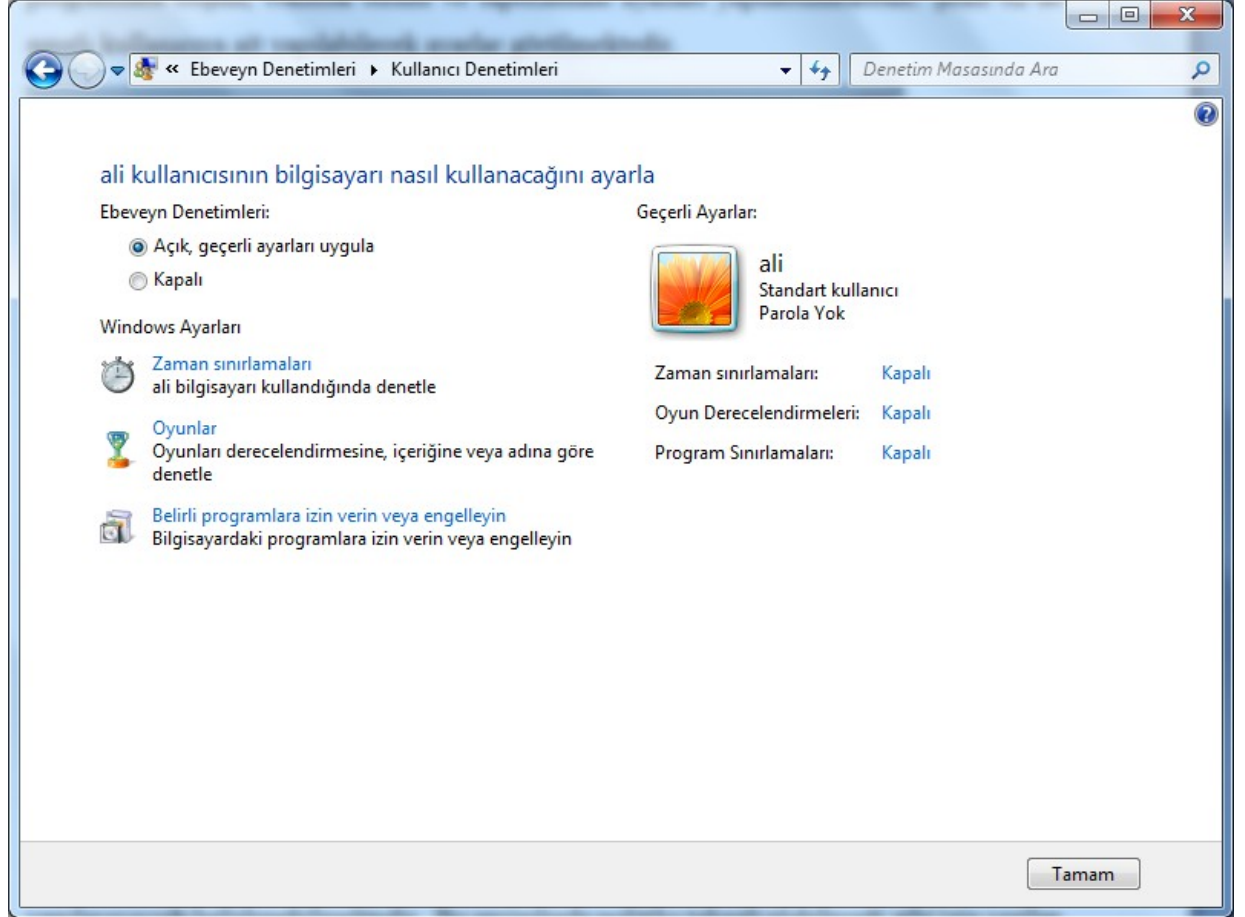 « Ebeveyn Denetimleri ▸ Kullanıcı Denetimleri
Denetim Masasında Ara
ali kullanıcısının bilgisayarı nasıl kullanacağını ayarla
Ebeveyn Denetimleri:
Açık, geçerli ayarları uygula
Kapalı
Windows Ayarları
Zaman sınırlamaları
ali bilgisayarı kullandığında denetle
Oyunlar
Oyunları derecelendirmesine, içeriğine veya adına göre
denetle
Belirli programlara izin verin veya engelleyin
Bilgisayardaki programlara izin verin veya engelleyin
Geçerli Ayarlar:
ali
Standart kullanıcı
Parola Yok
Zaman sınırlamaları: Kapalı
Oyun Derecelendirmeleri: Kapalı
Program Sınırlamaları: Kapalı
Tamam